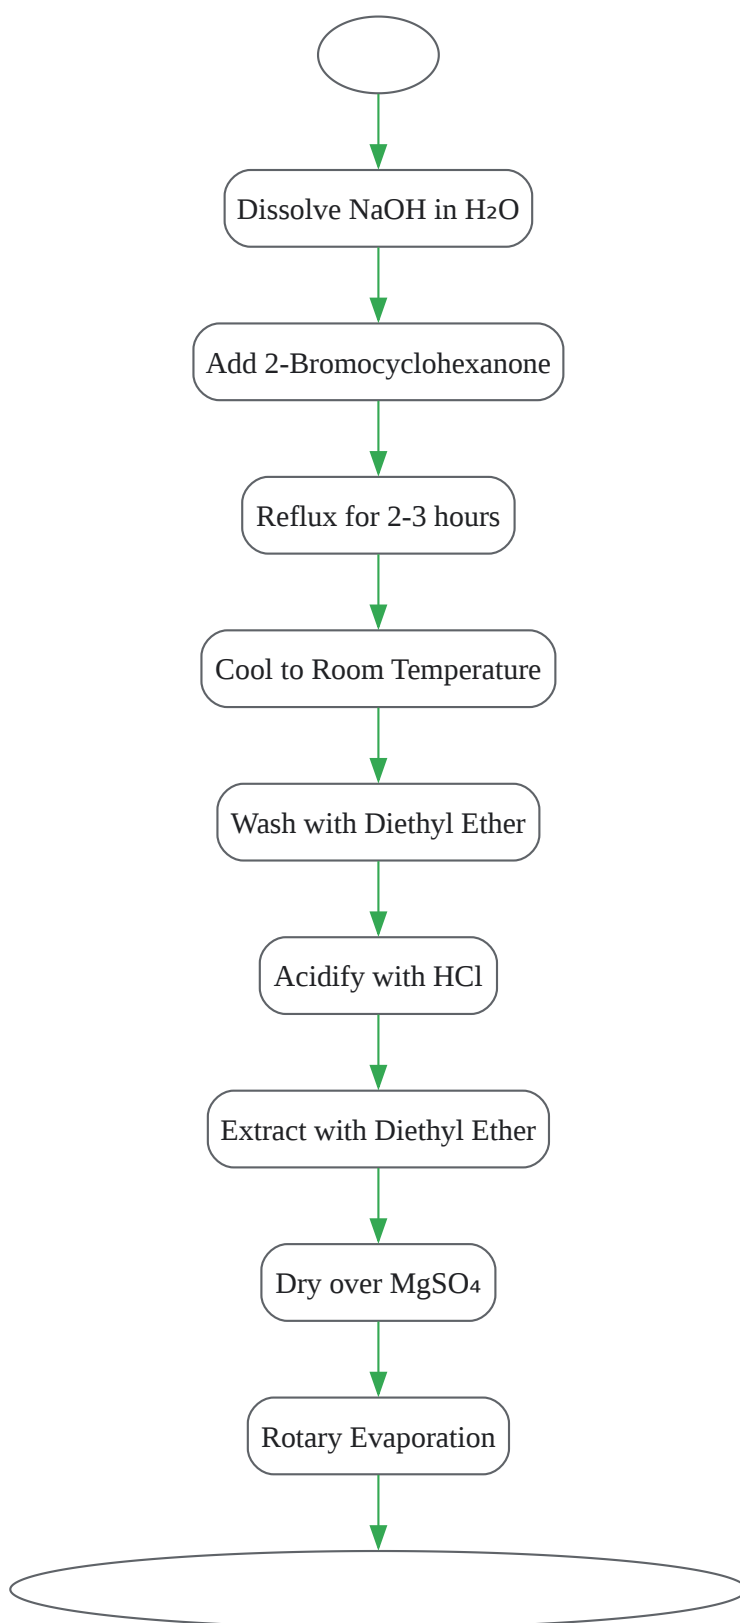 Dissolve NaOH in H₂O
Add 2-Bromocyclohexanone
Reflux for 2-3 hours
Cool to Room Temperature
Wash with Diethyl Ether
Acidify with HCl
Extract with Diethyl Ether
Dry over MgSO₄
Rotary Evaporation